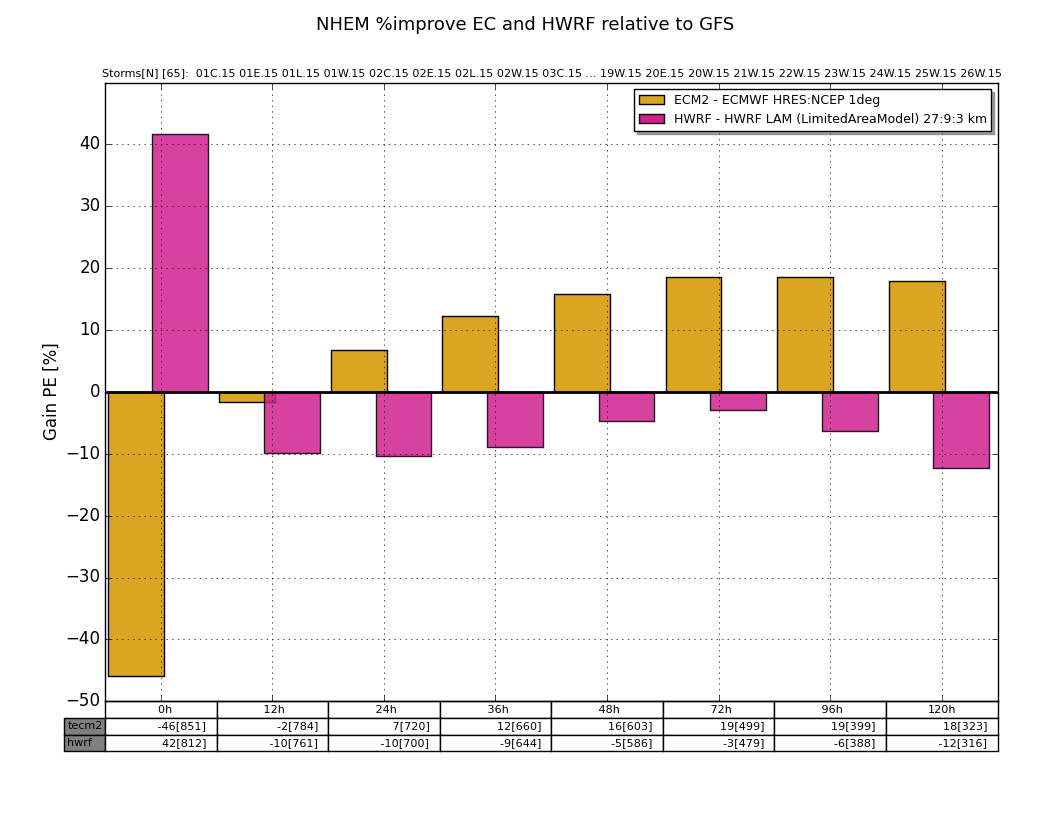 NHEM %improve EC and HWRF relative to GFS
Storms[N] [65]: 01C.15 01E.15 01L.15 01W.15 02C.15 02E.15 02L.15 02W.15 03C.15 ... 19W.15 20E.15 20W.15 21W.15 22W.15 23W.15 24W.15 25W.15 26W.15
ECM2 - ECMWF HRES:NCEP 1deg
HWRF - HWRF LAM (LimitedAreaModel) 27:9:3 km
Gain PE [%]
40
30
20
10
0
−10
−20
−30
−40
−50
0h 12h 24h 36h 48h 72h 96h 120h
tecm2 -46[851] -2[784] 7[720] 12[660] 16[603] 19[499] 19[399] 18[323]
hwrf 42[812] -10[761] -10[700] -9[644] -5[586] -3[479] -6[388] -12[316]